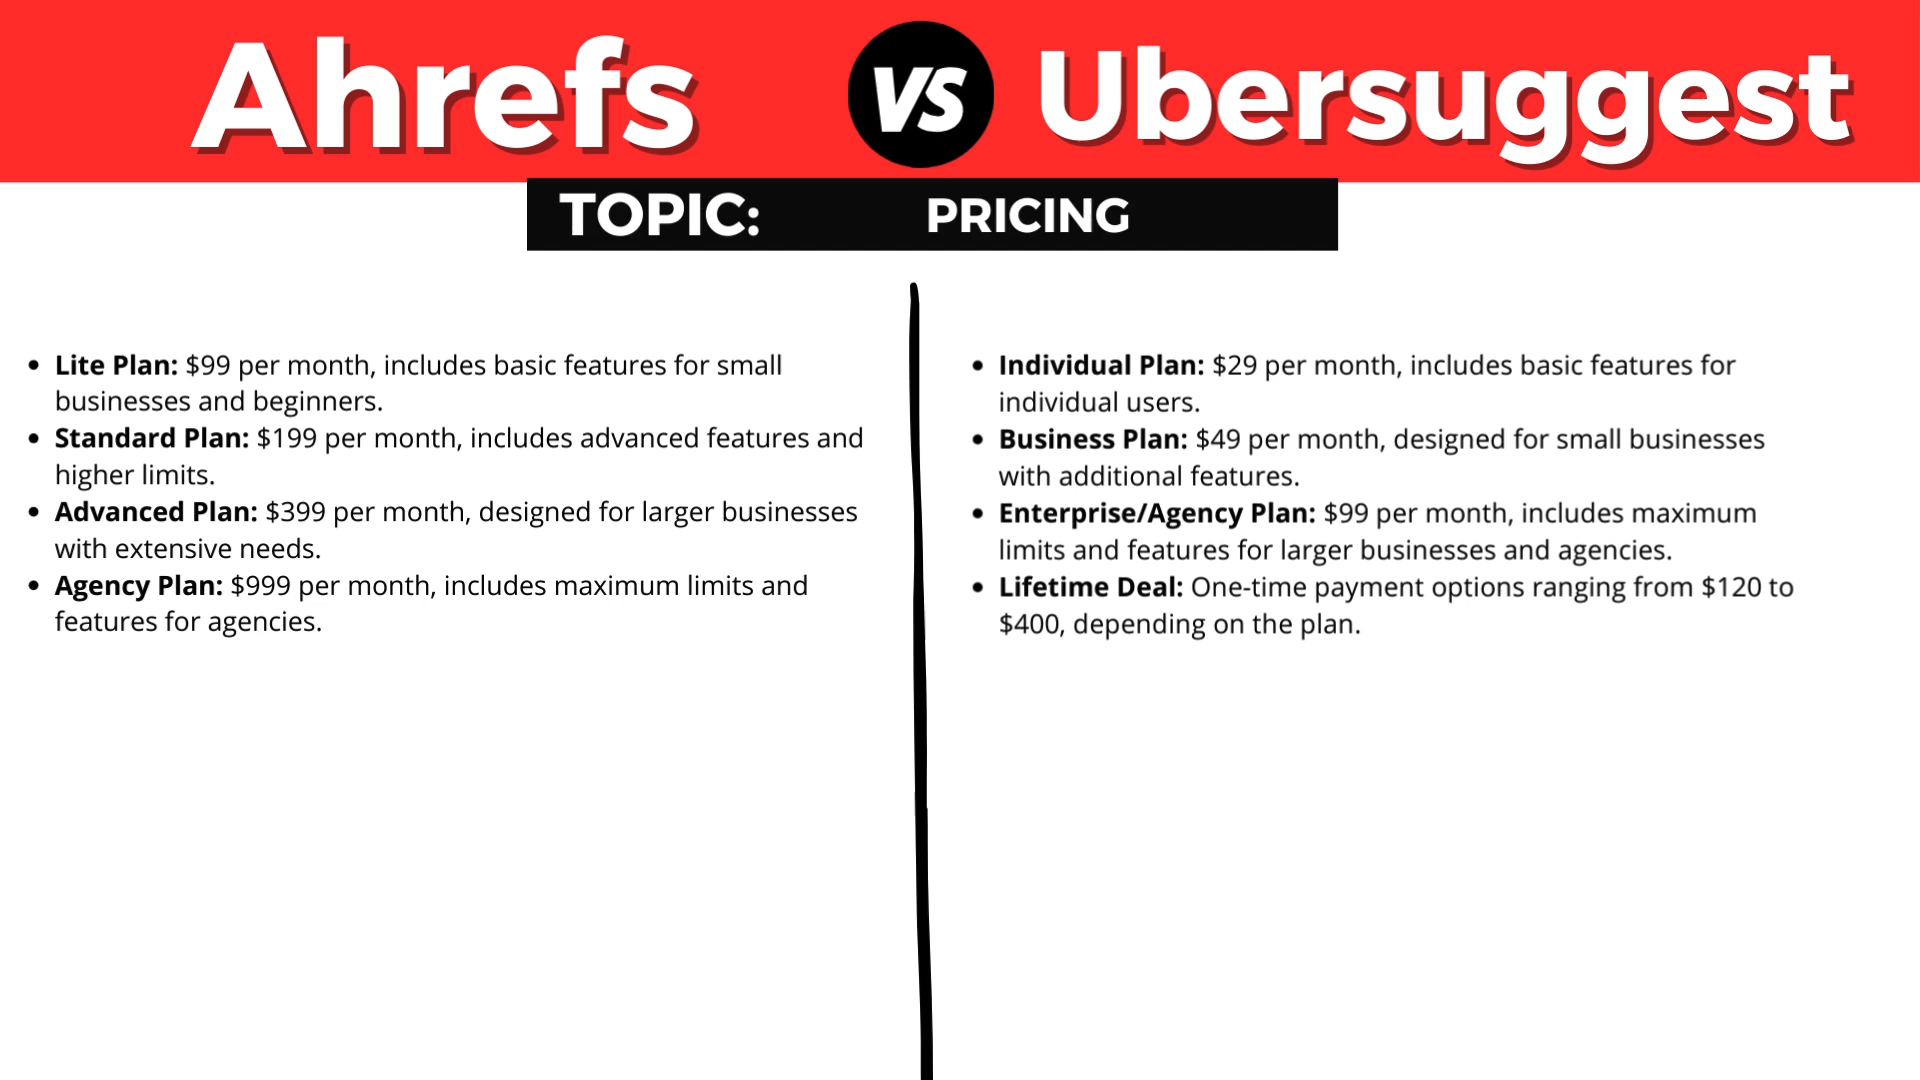 Ahrefs VS Ubersuggest
TOPIC: PRICING
• Lite Plan: $99 per month, includes basic features for small
businesses and beginners.
• Standard Plan: $199 per month, includes advanced features and
higher limits.
• Advanced Plan: $399 per month, designed for larger businesses
with extensive needs.
• Agency Plan: $999 per month, includes maximum limits and
features for agencies.
• Individual Plan: $29 per month, includes basic features for
individual users.
• Business Plan: $49 per month, designed for small businesses
with additional features.
• Enterprise/Agency Plan: $99 per month, includes maximum
limits and features for larger businesses and agencies.
• Lifetime Deal: One-time payment options ranging from $120 to
$400, depending on the plan.